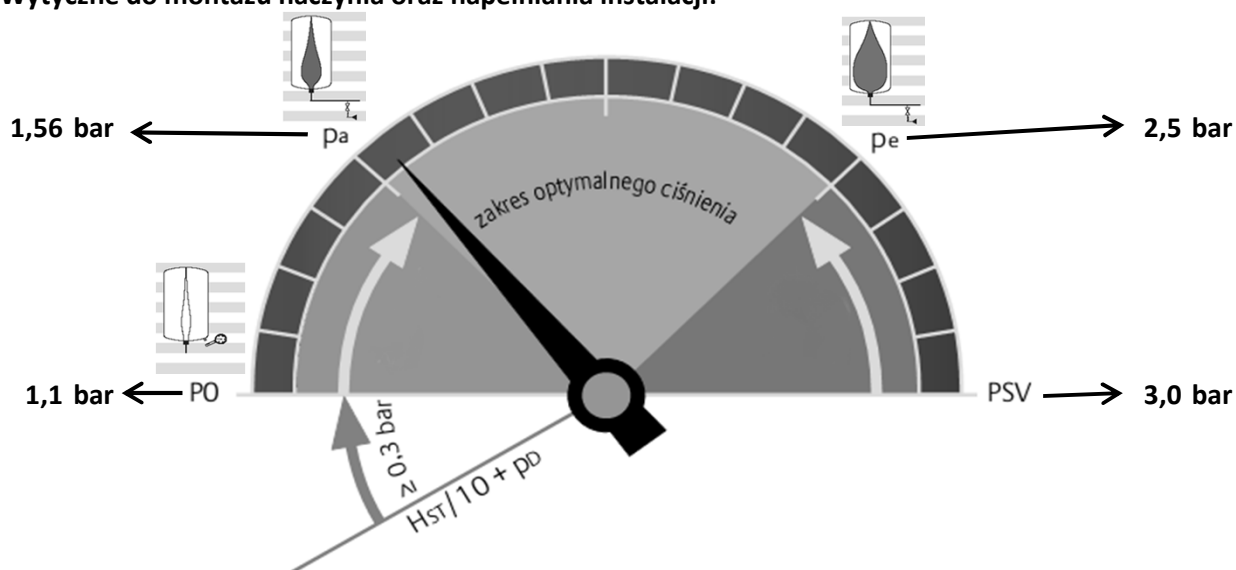 Wytyczne do montażu naczynia oraz napełniania instalacji:
1,56 bar
pa
pe
2,5 bar
zakres optymalnego ciśnienia
1,1 bar
PO
PSV
3,0 bar
≥ 0,3 bar
HST/10 + pD